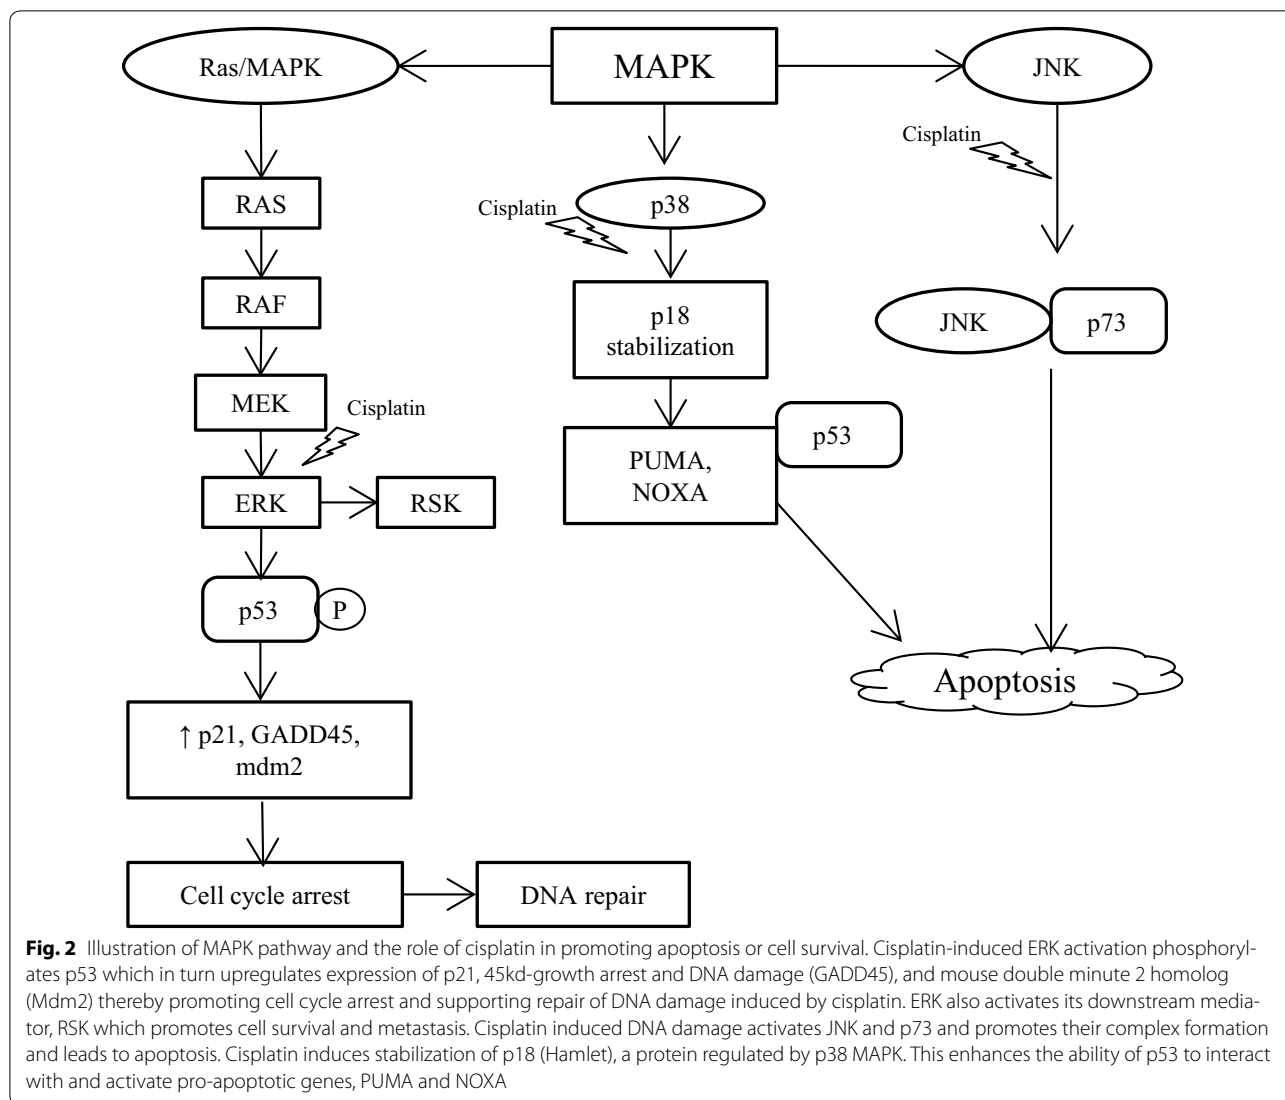 Ras/MAPK
MAPK
JNK
Cisplatin
RAS
Cisplatin
p38
RAF
p18
stabilization
JNK
p73
MEK
Cisplatin
PUMA,
NOXA
p53
ERK
RSK
p53
P
Apoptosis
↑ p21, GADD45,
mdm2
Cell cycle arrest
DNA repair
Fig. 2 Illustration of MAPK pathway and the role of cisplatin in promoting apoptosis or cell survival. Cisplatin-induced ERK activation phosphoryl-
ates p53 which in turn upregulates expression of p21, 45kd-growth arrest and DNA damage (GADD45), and mouse double minute 2 homolog
(Mdm2) thereby promoting cell cycle arrest and supporting repair of DNA damage induced by cisplatin. ERK also activates its downstream media-
tor, RSK which promotes cell survival and metastasis. Cisplatin induced DNA damage activates JNK and p73 and promotes their complex formation
and leads to apoptosis. Cisplatin induces stabilization of p18 (Hamlet), a protein regulated by p38 MAPK. This enhances the ability of p53 to interact
with and activate pro-apoptotic genes, PUMA and NOXA